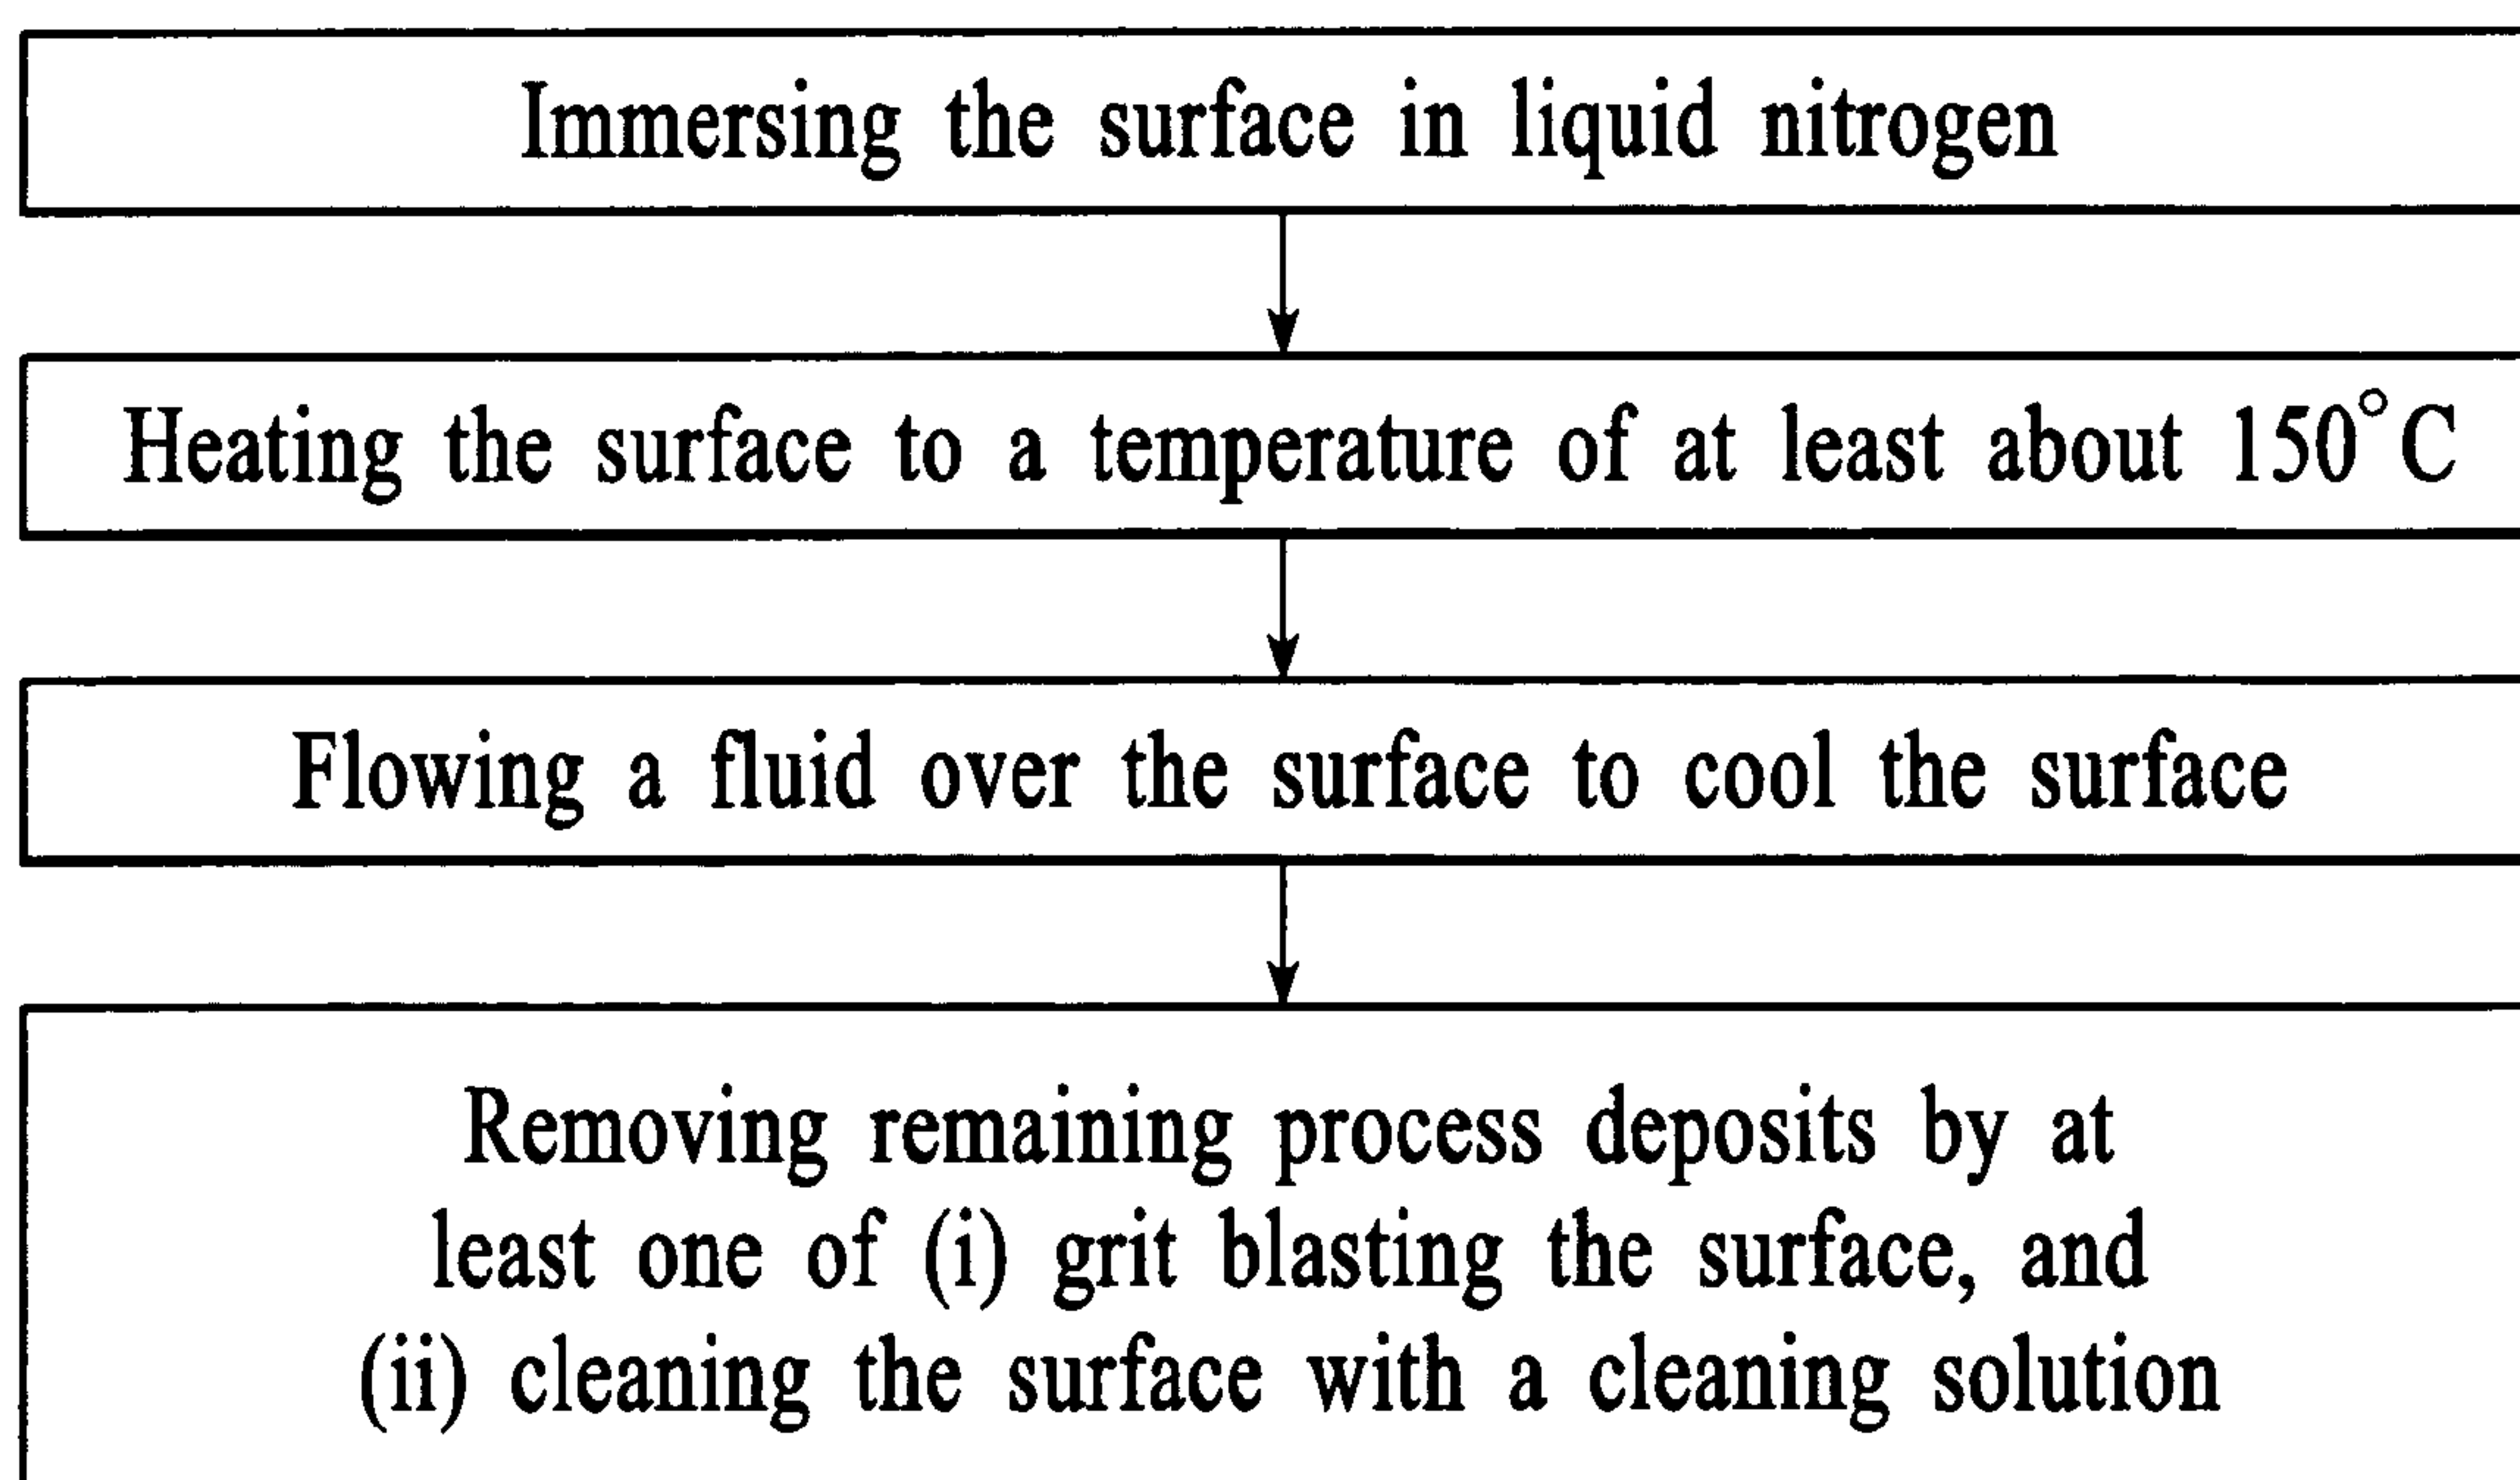 Immersing the surface in liquid nitrogen
Heating the surface to a temperature of at least about 150°C
Flowing a fluid over the surface to cool the surface
Removing remaining process deposits by at
least one of (i) grit blasting the surface, and
(ii) cleaning the surface with a cleaning solution